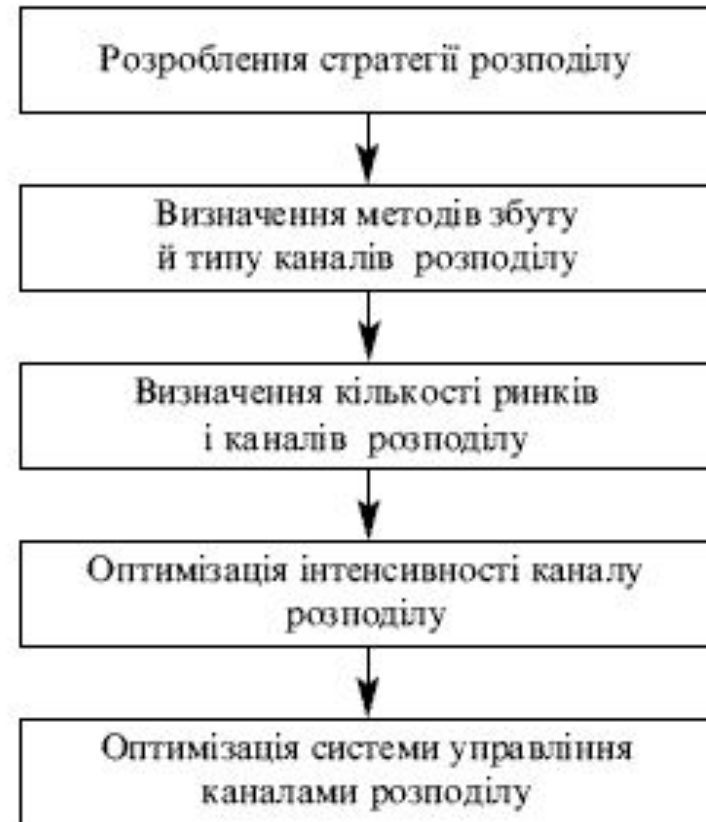 Розроблення стратегії розподілу
Визначення методів збуту
й типу каналів розподілу
Визначення кількості ринків
і каналів розподілу
Оптимізація інтенсивності каналу
розподілу
Оптимізація системи управління
каналами розподілу